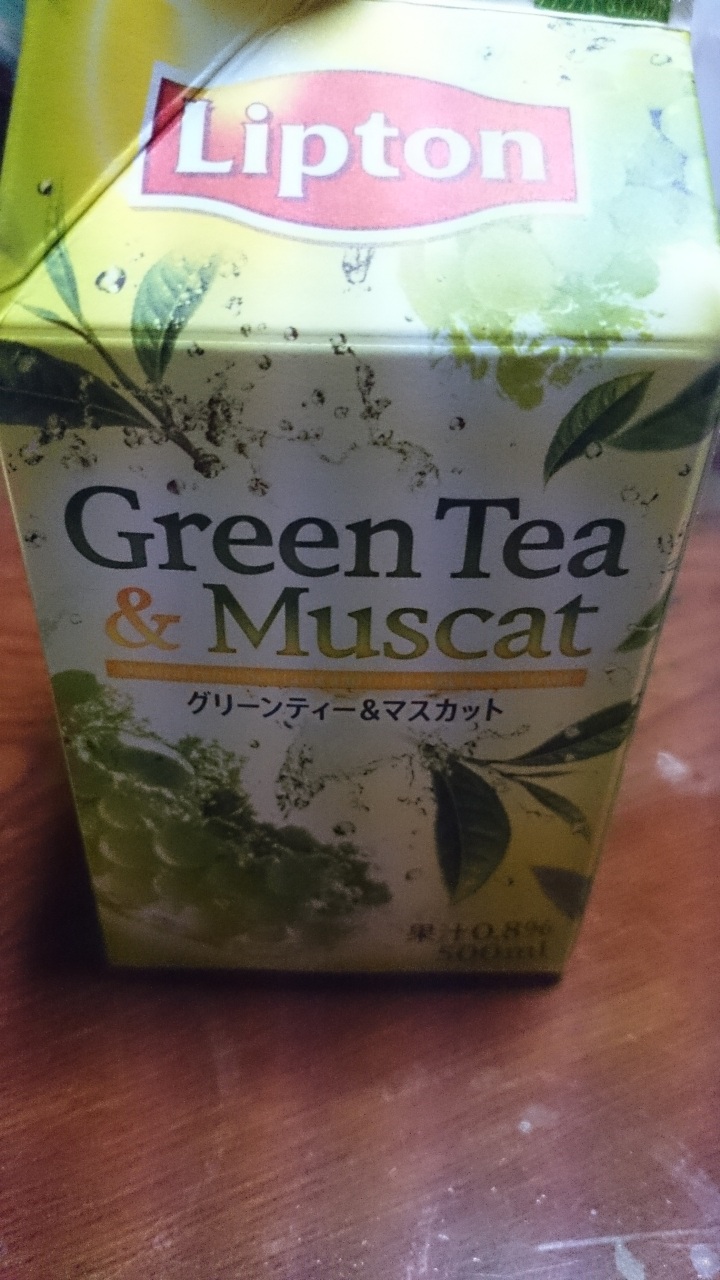 Lipton
Green Tea
& Muscat
グリーンティー&マスカット
果汁0.8%
500ml